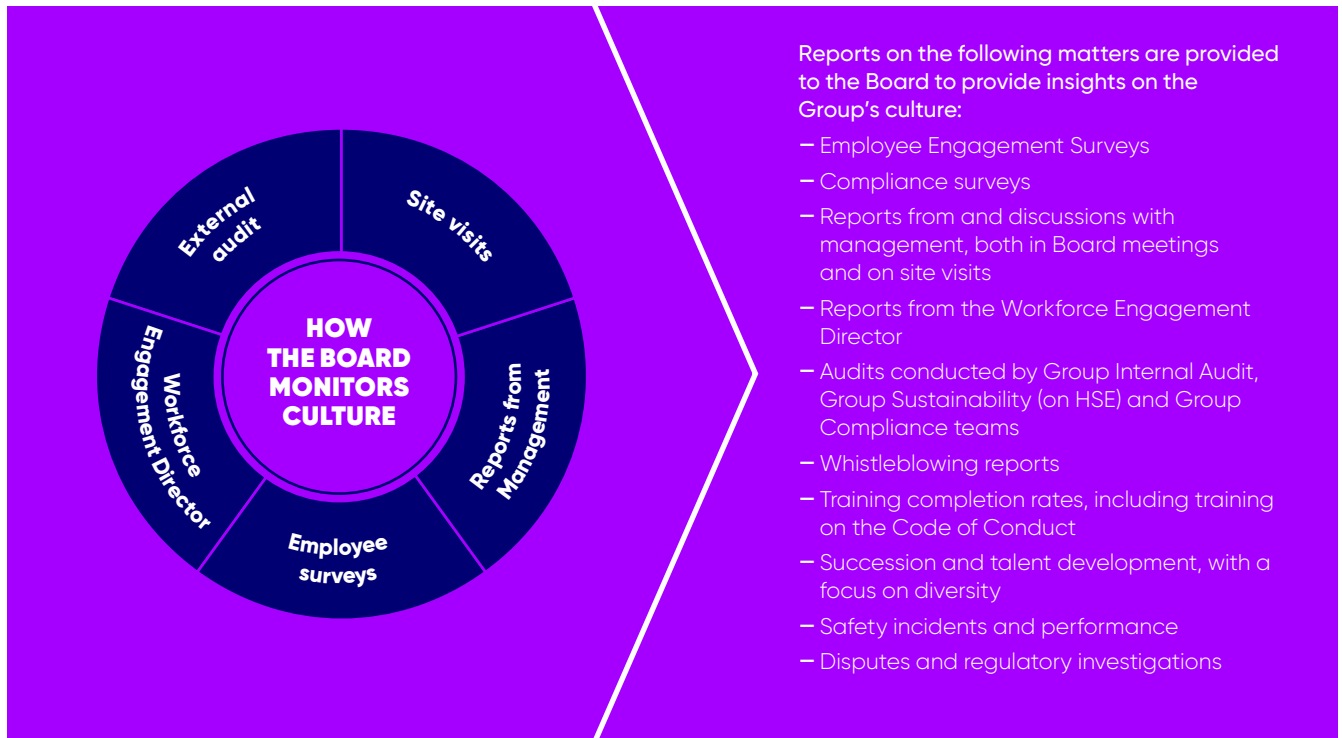 External
audit
Site visits
HOW
THE BOARD
MONITORS
CULTURE
Workforce
Engagement Director
Reports from
Management
Employee
surveys
Reports on the following matters are provided
to the Board to provide insights on the
Group’s culture:
– Employee Engagement Surveys
– Compliance surveys
– Reports from and discussions with
management, both in Board meetings
and on site visits
– Reports from the Workforce Engagement
Director
– Audits conducted by Group Internal Audit,
Group Sustainability (on HSE) and Group
Compliance teams
– Whistleblowing reports
– Training completion rates, including training
on the Code of Conduct
– Succession and talent development, with a
focus on diversity
– Safety incidents and performance
– Disputes and regulatory investigations